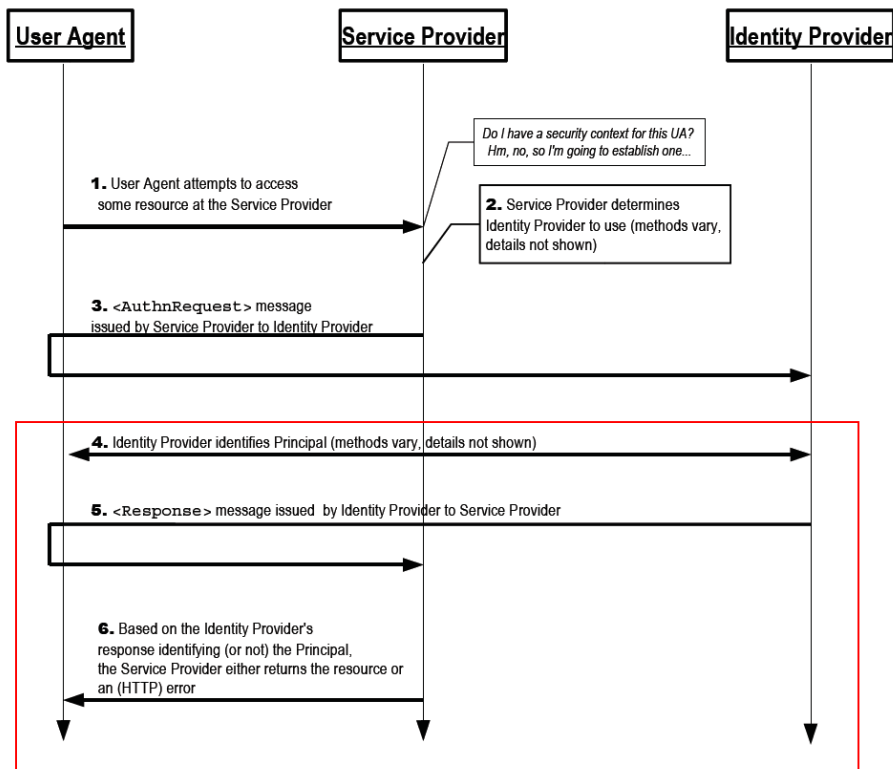 User Agent
Service Provider
Identity Provider
Do I have a security context for this UA?
Hm, no, so I'm going to establish one...
1. User Agent attempts to access
some resource at the Service Provider
2. Service Provider determines
Identity Provider to use (methods vary,
details not shown)
3. <AuthnRequest> message
issued by Service Provider to Identity Provider
4. Identity Provider identifies Principal (methods vary, details not shown)
5. <Response> message issued by Identity Provider to Service Provider
6. Based on the Identity Provider's
response identifying (or not) the Principal,
the Service Provider either returns the resource or
an (HTTP) error